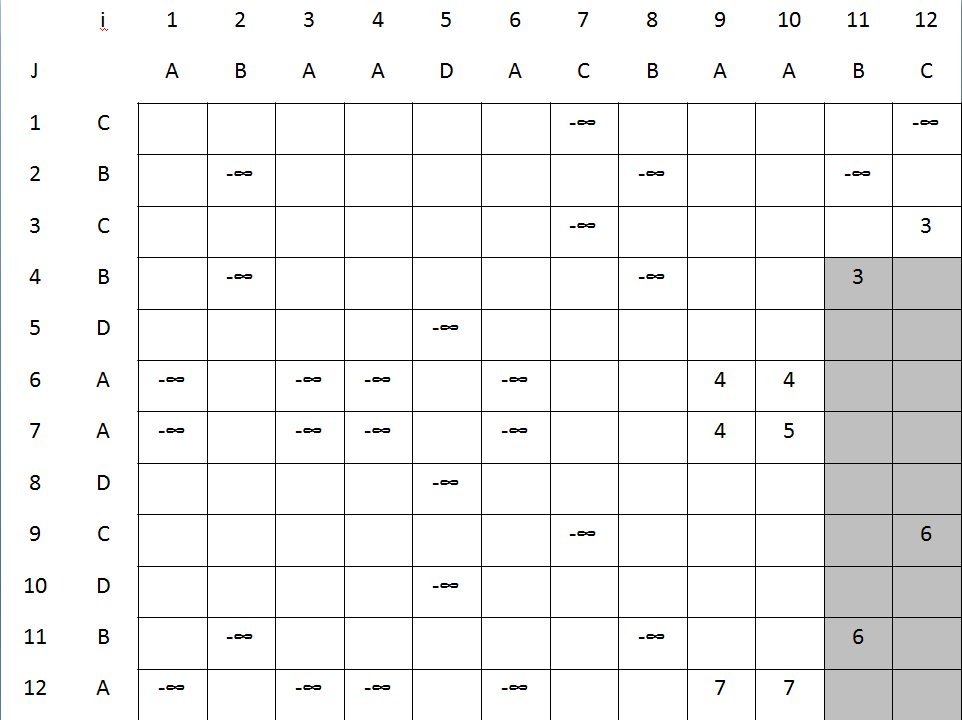 i 1 2 3 4 5 6 7 8 9 10 11 12
J A B A A D A C B A A B C
1 C -∞ -∞
2 B -∞ -∞ -∞
3 C -∞ 3
4 B -∞ -∞ 3
5 D -∞
6 A -∞ -∞ -∞ -∞ 4 4
7 A -∞ -∞ -∞ -∞ 4 5
8 D -∞
9 C -∞ 6
10 D -∞
11 B -∞ -∞ 6
12 A -∞ -∞ -∞ -∞ 7 7